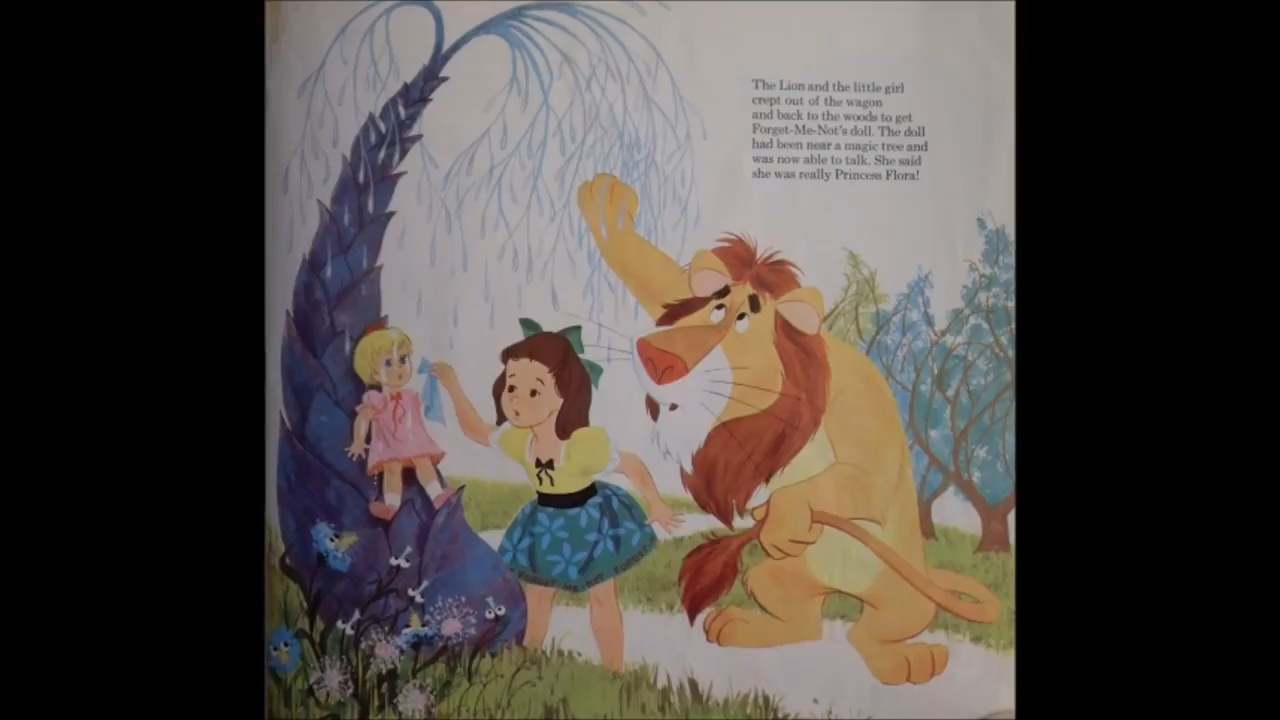 The Lion and the little girl
crept out of the wagon
and back to the woods to get
Forget-Me-Not's doll. The doll
had been near a magic tree and
was now able to talk. She said
she was really Princess Flora!